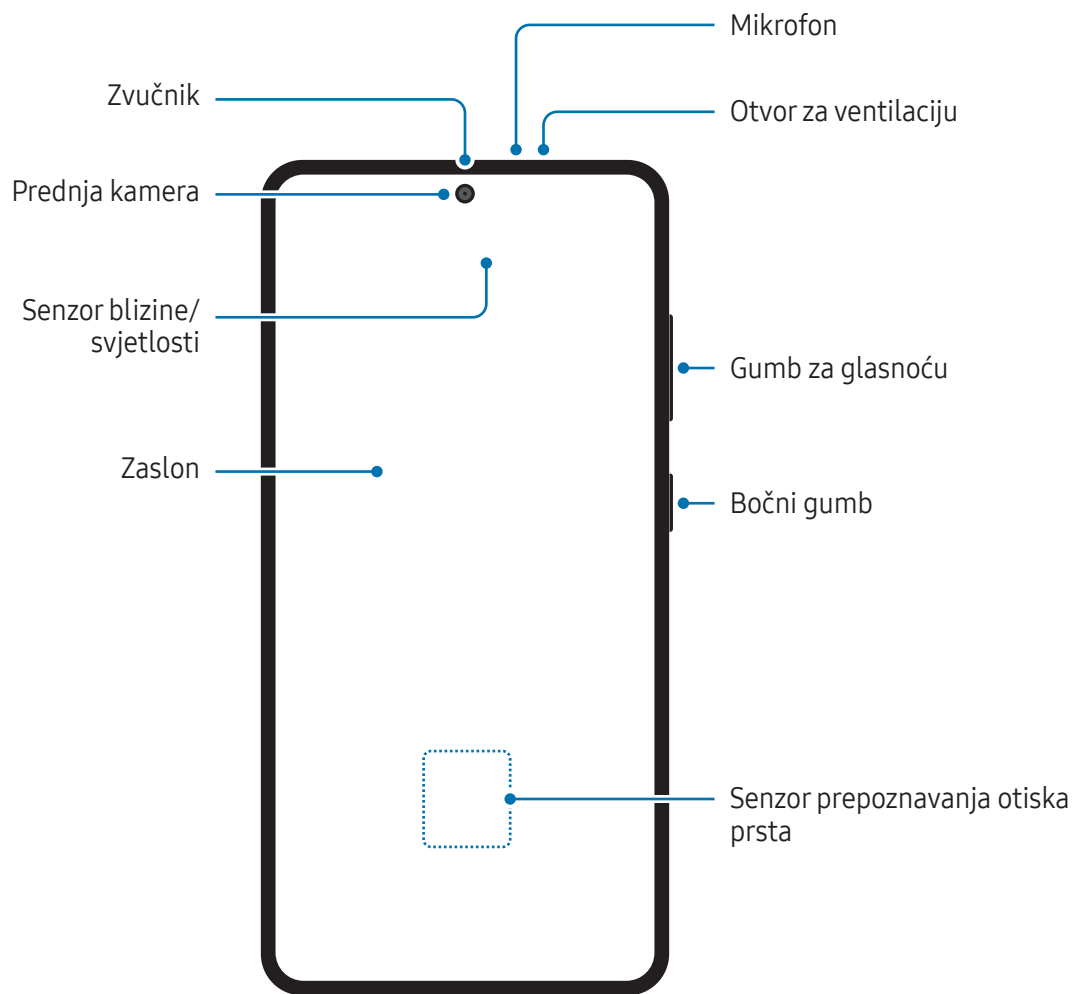 Mikrofon
Zvučnik
Otvor za ventilaciju
Prednja kamera
Senzor blizine/
svjetlosti
Gumb za glasnoću
Zaslon
Bočni gumb
Senzor prepoznavanja otiska
prsta